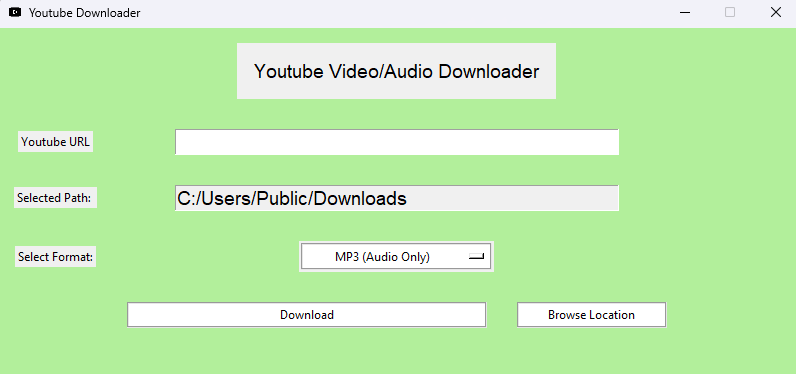 Youtube Downloader
Youtube Video/Audio Downloader
Youtube URL
Selected Path:
C:/Users/Public/Downloads
Select Format:
MP3 (Audio Only)
Download
Browse Location